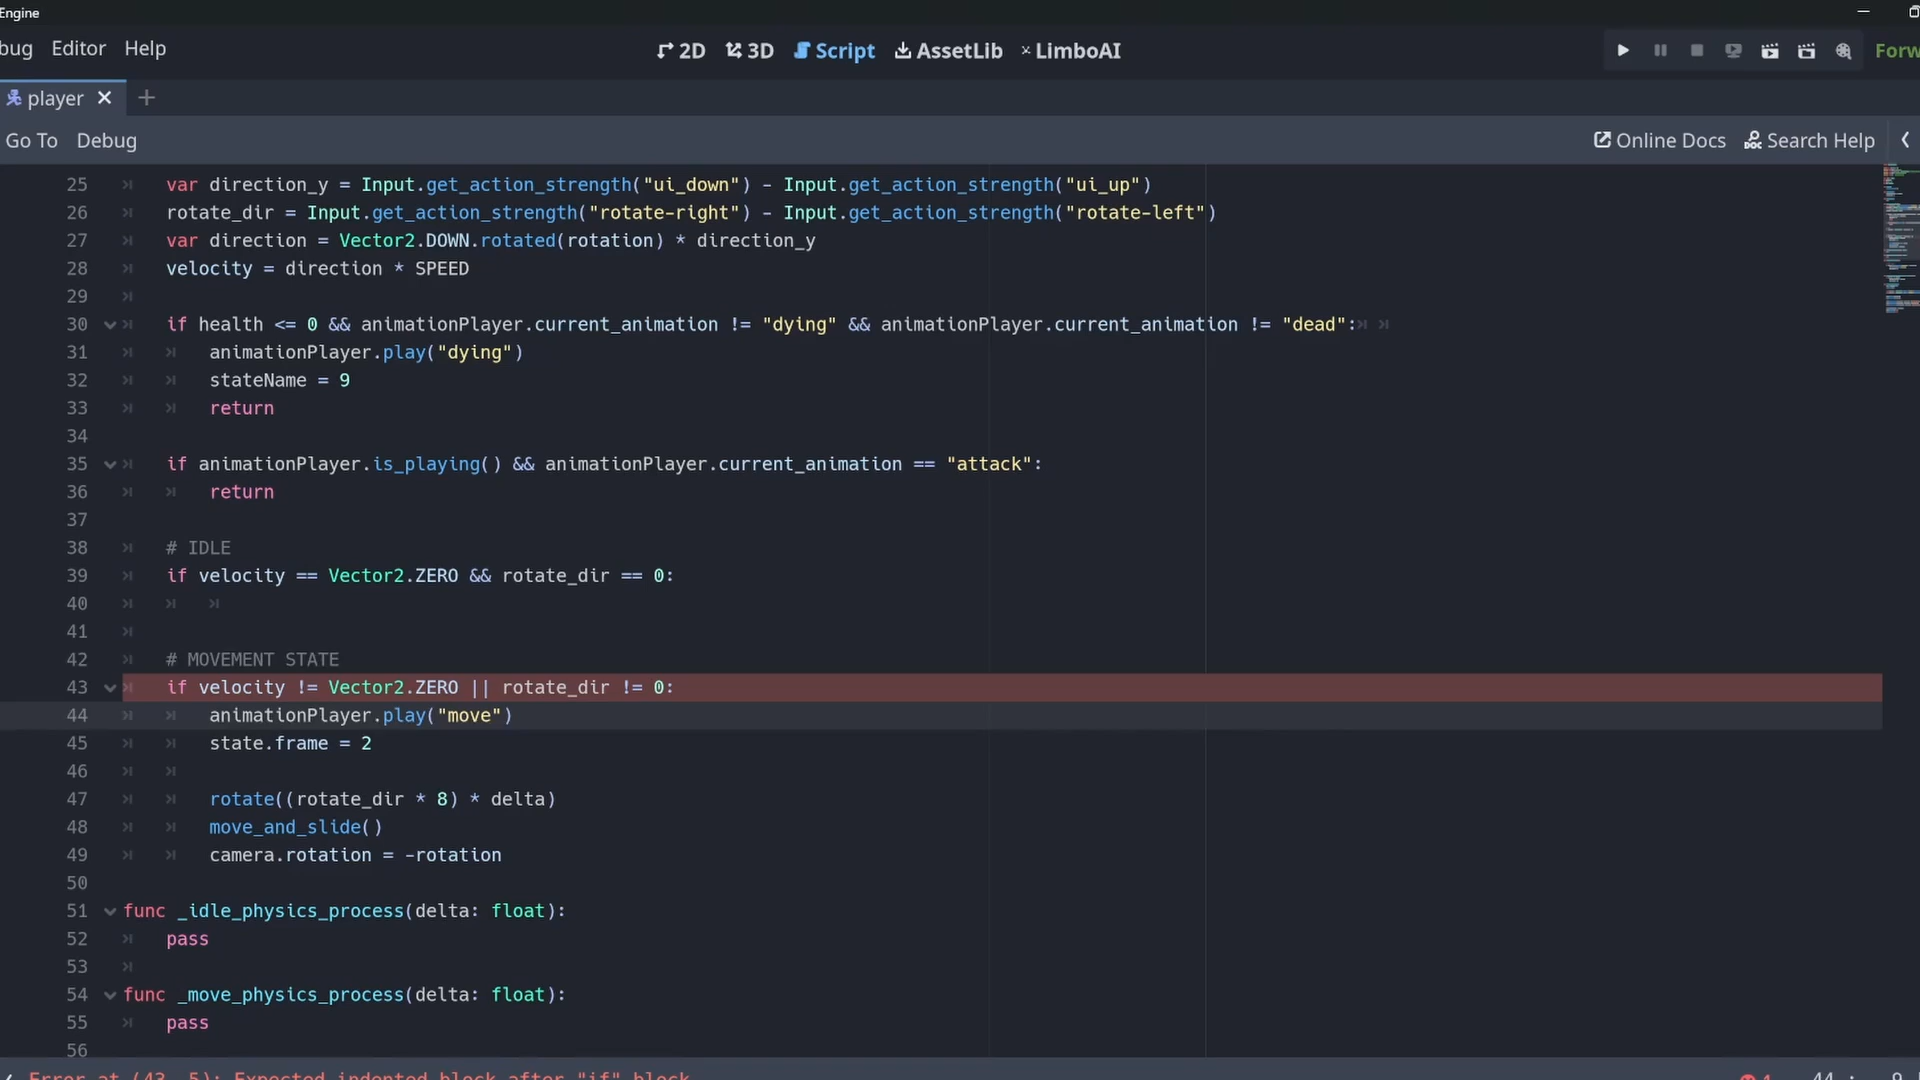 Engine
bug Editor Help
2D 3D Script AssetLib LimboAI
Forw
player
Go To Debug
Online Docs Search Help
25 var direction_y = Input.get_action_strength("ui_down") - Input.get_action_strength("ui_up")
26 rotate_dir = Input.get_action_strength("rotate-right") - Input.get_action_strength("rotate-left")
27 var direction = Vector2.DOWN.rotated(rotation) * direction_y
28 velocity = direction * SPEED
29
30 if health <= 0 && animationPlayer.current_animation != "dying" && animationPlayer.current_animation != "dead":
31 animationPlayer.play("dying")
32 stateName = 9
33 return
34
35 if animationPlayer.is_playing() && animationPlayer.current_animation == "attack":
36 return
37
38 # IDLE
39 if velocity == Vector2.ZERO && rotate_dir == 0:
40
41
42 # MOVEMENT STATE
43 if velocity != Vector2.ZERO || rotate_dir != 0:
44 animationPlayer.play("move")
45 state.frame = 2
46
47 rotate((rotate_dir * 8) * delta)
48 move_and_slide()
49 camera.rotation = -rotation
50
51 func _idle_physics_process(delta: float):
52 pass
53
54 func _move_physics_process(delta: float):
55 pass
56
Error at (43, 5): Expected indented block after "if" block.